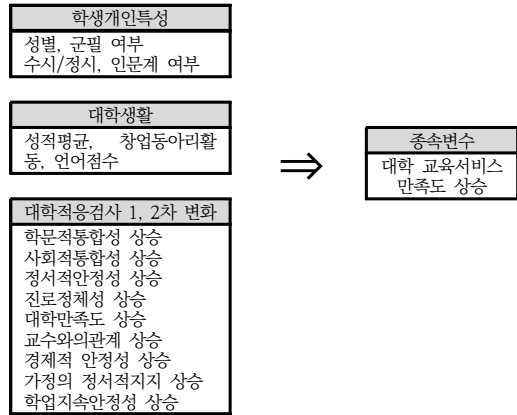 학생개인특성
성별, 군필 여부
수시/정시, 인문계 여부
대학생활
성적평균, 창업동아리활
동, 언어점수
⇒
종속변수
대학 교육서비스
만족도 상승
대학적응검사 1, 2차 변화
학문적통합성 상승
사회적통합성 상승
정서적안정성 상승
진로정체성 상승
대학만족도 상승
교수와의관계 상승
경제적 안정성 상승
가정의 정서적지지 상승
학업지속안정성 상승